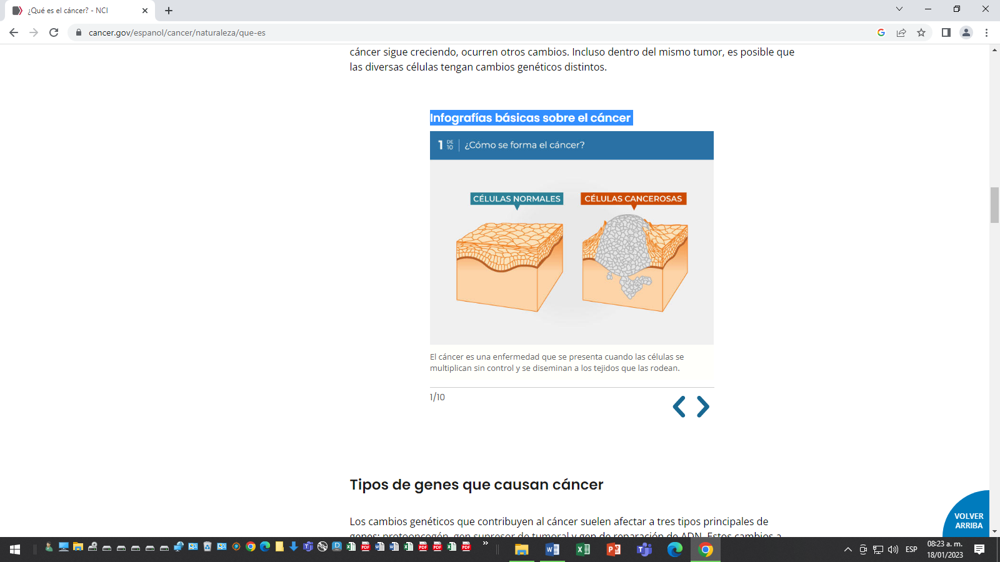 ¿Qué es el cáncer? - NCI
cancer.gov/espanol/cancer/naturaleza/que-es
cáncer sigue creciendo, ocurren otros cambios. Incluso dentro del mismo tumor, es posible que
las diversas células tengan cambios genéticos distintos.
Infografías básicas sobre el cáncer
1 DE 10 ¿Cómo se forma el cáncer?
CÉLULAS NORMALES CÉLULAS CANCEROSAS
El cáncer es una enfermedad que se presenta cuando las células se
multiplican sin control y se diseminan a los tejidos que las rodean.
1/10
Tipos de genes que causan cáncer
Los cambios genéticos que contribuyen al cáncer suelen afectar a tres tipos principales de
genes: protooncogén, gen supresor de tumoral y gen de reparación de ADN. Estos cambios a
VOLVER
ARRIBA
ESP
08:23 a. m.
18/01/2023